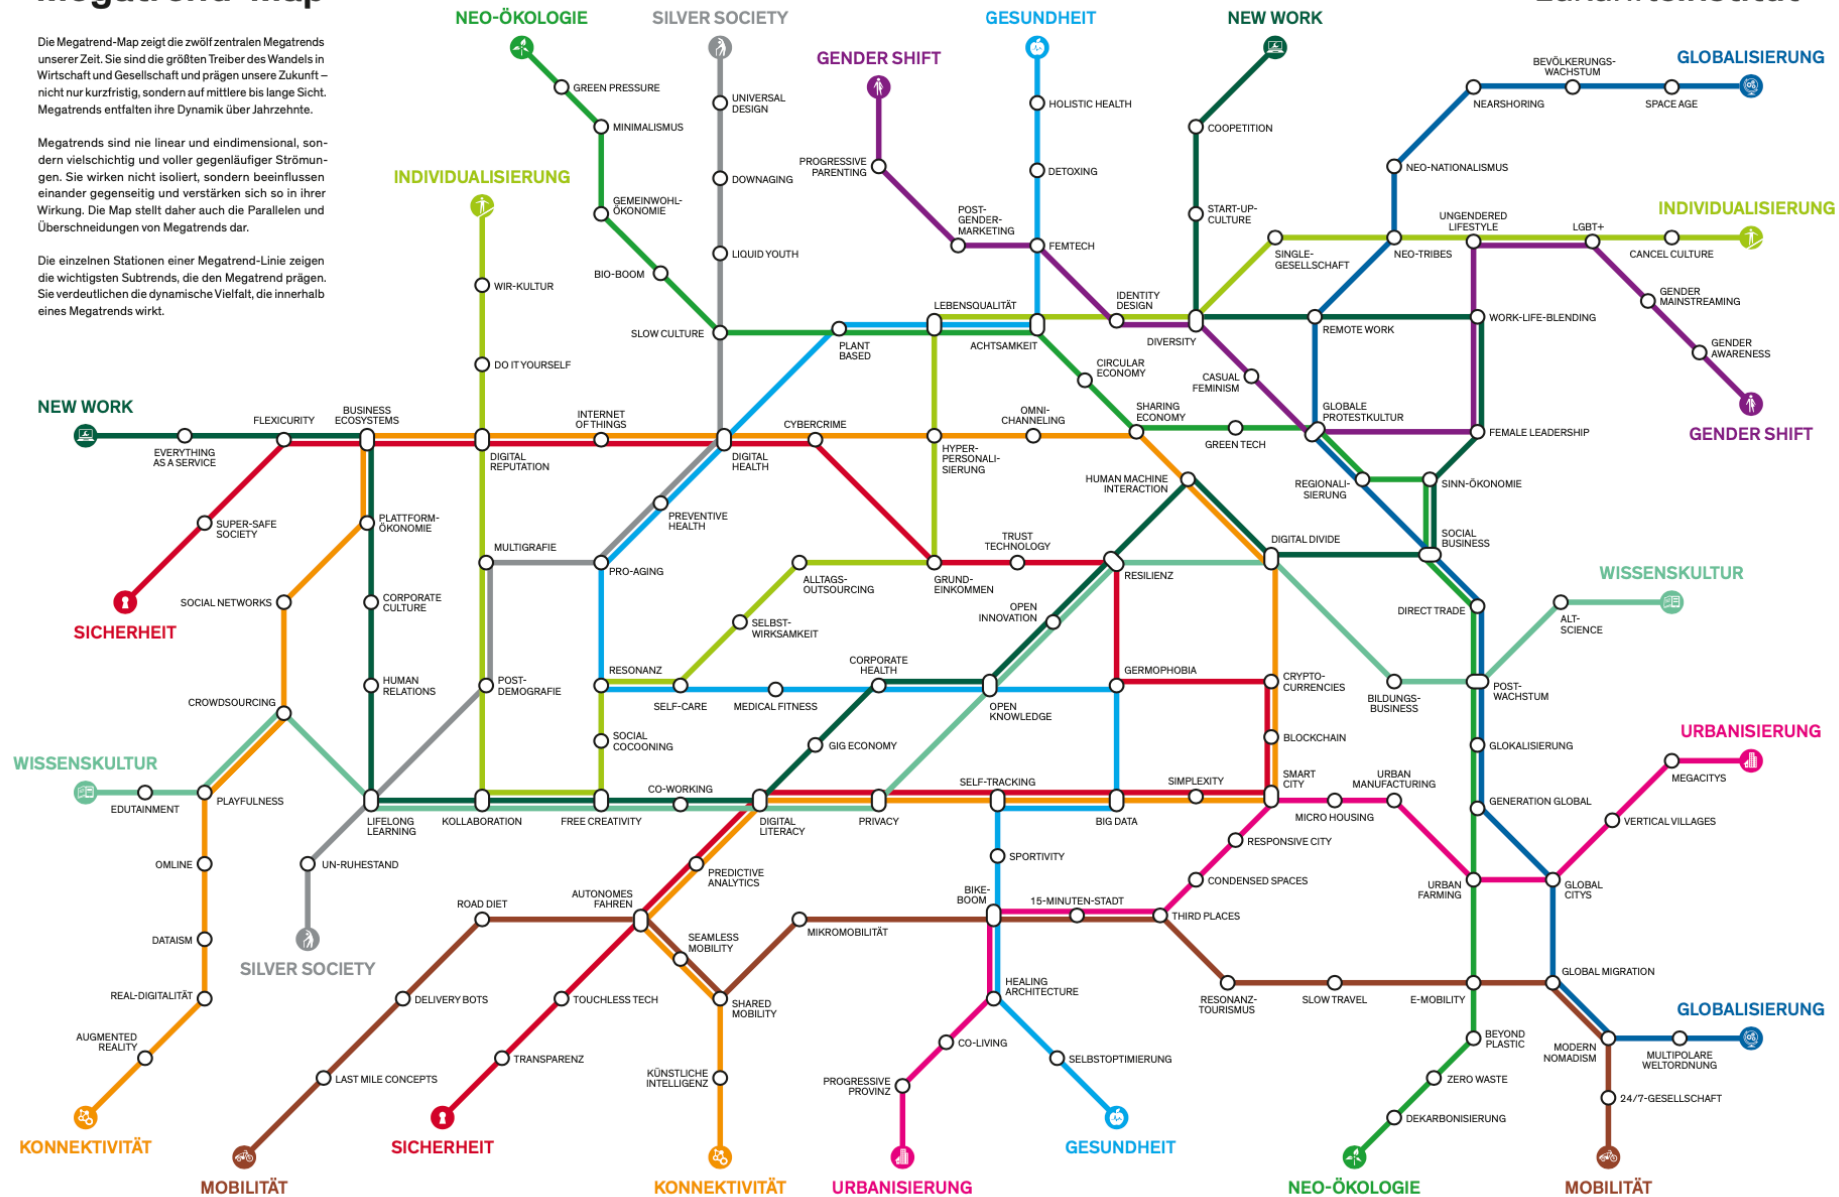 Megatrend-Map
Zukunftsinstitut
Die Megatrend-Map zeigt die zwölf zentralen Megatrends
unserer Zeit. Sie sind die größten Treiber des Wandels in
Wirtschaft und Gesellschaft und prägen unsere Zukunft –
nicht nur kurzfristig, sondern auf mittlere bis lange Sicht.
Megatrends entfalten ihre Dynamik über Jahrzehnte.
Megatrends sind nie linear und eindimensional, son-
dern vielschichtig und voller gegenläufiger Strömun-
gen. Sie wirken nicht isoliert, sondern beeinflussen
einander gegenseitig und verstärken sich so in ihrer
Wirkung. Die Map stellt daher auch die Parallelen und
Überschneidungen von Megatrends dar.
Die einzelnen Stationen einer Megatrend-Linie zeigen
die wichtigsten Subtrends, die den Megatrend prägen.
Sie verdeutlichen die dynamische Vielfalt, die innerhalb
eines Megatrends wirkt.
NEO-ÖKOLOGIE
SILVER SOCIETY
GESUNDHEIT
NEW WORK
GENDER SHIFT
GLOBALISIERUNG
BEVÖLKERUNGS-
WACHSTUM
GREEN PRESSURE
UNIVERSAL
DESIGN
HOLISTIC HEALTH
NEARSHORING
SPACE AGE
MINIMALISMUS
COOPETITION
PROGRESSIVE
PARENTING
DETOXING
NEO-NATIONALISMUS
INDIVIDUALISIERUNG
DOWNAGING
GEMEINWOHL-
ÖKONOMIE
POST-
GENDER-
MARKETING
START-UP-
CULTURE
UNGENDERED
LIFESTYLE
LGBT+
INDIVIDUALISIERUNG
LIQUID YOUTH
FEMTECH
SINGLE-
GESELLSCHAFT
NEO-TRIBES
CANCEL CULTURE
BIO-BOOM
WIR-KULTUR
GENDER
MAINSTREAMING
LEBENSQUALITÄT
IDENTITY
DESIGN
SLOW CULTURE
PLANT
BASED
ACHTSAMKEIT
DIVERSITY
REMOTE WORK
WORK-LIFE-BLENDING
GENDER
AWARENESS
DO IT YOURSELF
CIRCULAR
ECONOMY
CASUAL
FEMINISM
NEW WORK
FLEXICURITY
BUSINESS
ECOSYSTEMS
INTERNET
OF THINGS
CYBERCRIME
OMNI-
CHANNELING
SHARING
ECONOMY
GLOBALE
PROTESTKULTUR
GREEN TECH
FEMALE LEADERSHIP
GENDER SHIFT
EVERYTHING
AS A SERVICE
DIGITAL
REPUTATION
DIGITAL
HEALTH
HYPER-
PERSONALI-
SIERUNG
HUMAN MACHINE
INTERACTION
REGIONALI-
SIERUNG
SINN-ÖKONOMIE
SUPER-SAFE
SOCIETY
PLATTFORM-
ÖKONOMIE
PREVENTIVE
HEALTH
MULTIGRAFIE
TRUST
TECHNOLOGY
DIGITAL DIVIDE
SOCIAL
BUSINESS
PRO-AGING
ALLTAGS-
OUTSOURCING
GRUND-
EINKOMMEN
RESILIENZ
WISSENSKULTUR
SOCIAL NETWORKS
CORPORATE
CULTURE
OPEN
INNOVATION
DIRECT TRADE
ALT-
SCIENCE
SICHERHEIT
SELBST-
WIRKSAMKEIT
HUMAN
RELATIONS
POST-
DEMOGRAFIE
RESONANZ
CORPORATE
HEALTH
GERMOPHOBIA
CRYPTO-
CURRENCIES
BILDUNGS-
BUSINESS
POST-
WACHSTUM
CROWDSOURCING
SELF-CARE
MEDICAL FITNESS
OPEN
KNOWLEDGE
SOCIAL
COCOONING
GIG ECONOMY
BLOCKCHAIN
GLOKALISIERUNG
URBANISIERUNG
WISSENSKULTUR
EDUTAINMENT
PLAYFULNESS
CO-WORKING
SELF-TRACKING
SIMPLEXITY
SMART
CITY
URBAN
MANUFACTURING
MEGACITYS
LIFELONG
LEARNING
KOLLABORATION
FREE CREATIVITY
DIGITAL
LITERACY
PRIVACY
BIG DATA
MICRO HOUSING
GENERATION GLOBAL
VERTICAL VILLAGES
OMLINE
UN-RUHESTAND
PREDICTIVE
ANALYTICS
SPORTIVITY
RESPONSIVE CITY
CONDENSED SPACES
URBAN
FARMING
GLOBAL
CITYS
ROAD DIET
AUTONOMES
FAHREN
BIKE-
BOOM
15-MINUTEN-STADT
THIRD PLACES
DATAISM
SEAMLESS
MOBILITY
MIKROMOBILITÄT
SILVER SOCIETY
REAL-DIGITALITÄT
DELIVERY BOTS
TOUCHLESS TECH
SHARED
MOBILITY
HEALING
ARCHITECTURE
RESONANZ-
TOURISMUS
SLOW TRAVEL
E-MOBILITY
GLOBAL MIGRATION
GLOBALISIERUNG
AUGMENTED
REALITY
CO-LIVING
BEYOND
PLASTIC
MODERN
NOMADISM
MULTIPOLARE
WELTORDNUNG
LAST MILE CONCEPTS
TRANSPARENZ
KÜNSTLICHE
INTELLIGENZ
PROGRESSIVE
PROVINZ
SELBSTOPTIMIERUNG
ZERO WASTE
24/7-GESELLSCHAFT
DEKARBONISIERUNG
KONNEKTIVITÄT
SICHERHEIT
GESUNDHEIT
MOBILITÄT
KONNEKTIVITÄT
URBANISIERUNG
NEO-ÖKOLOGIE
MOBILITÄT